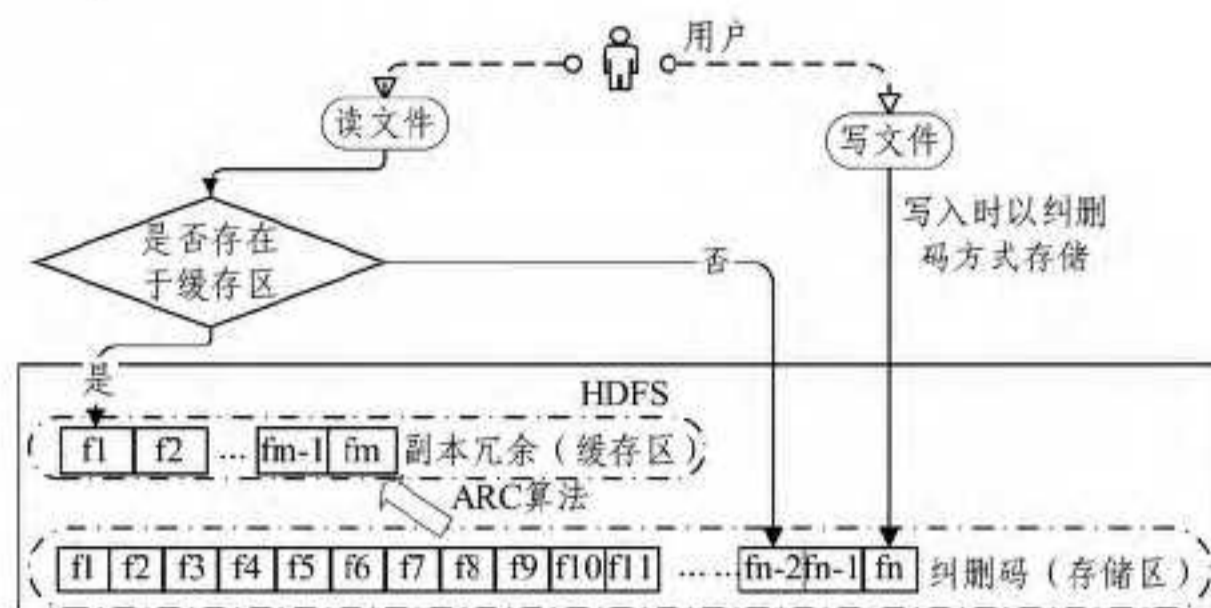 用户
读文件
写文件
是否存在
于缓存区
否
写入时以纠删
码方式存储
是
HDFS
f1 f2 ... fm-1 fm 副本冗余（缓存区）
ARC算法
f1 f2 f3 f4 f5 f6 f7 f8 f9 f10 f11 ...... fn-2 fn-1 fn 纠删码（存储区）